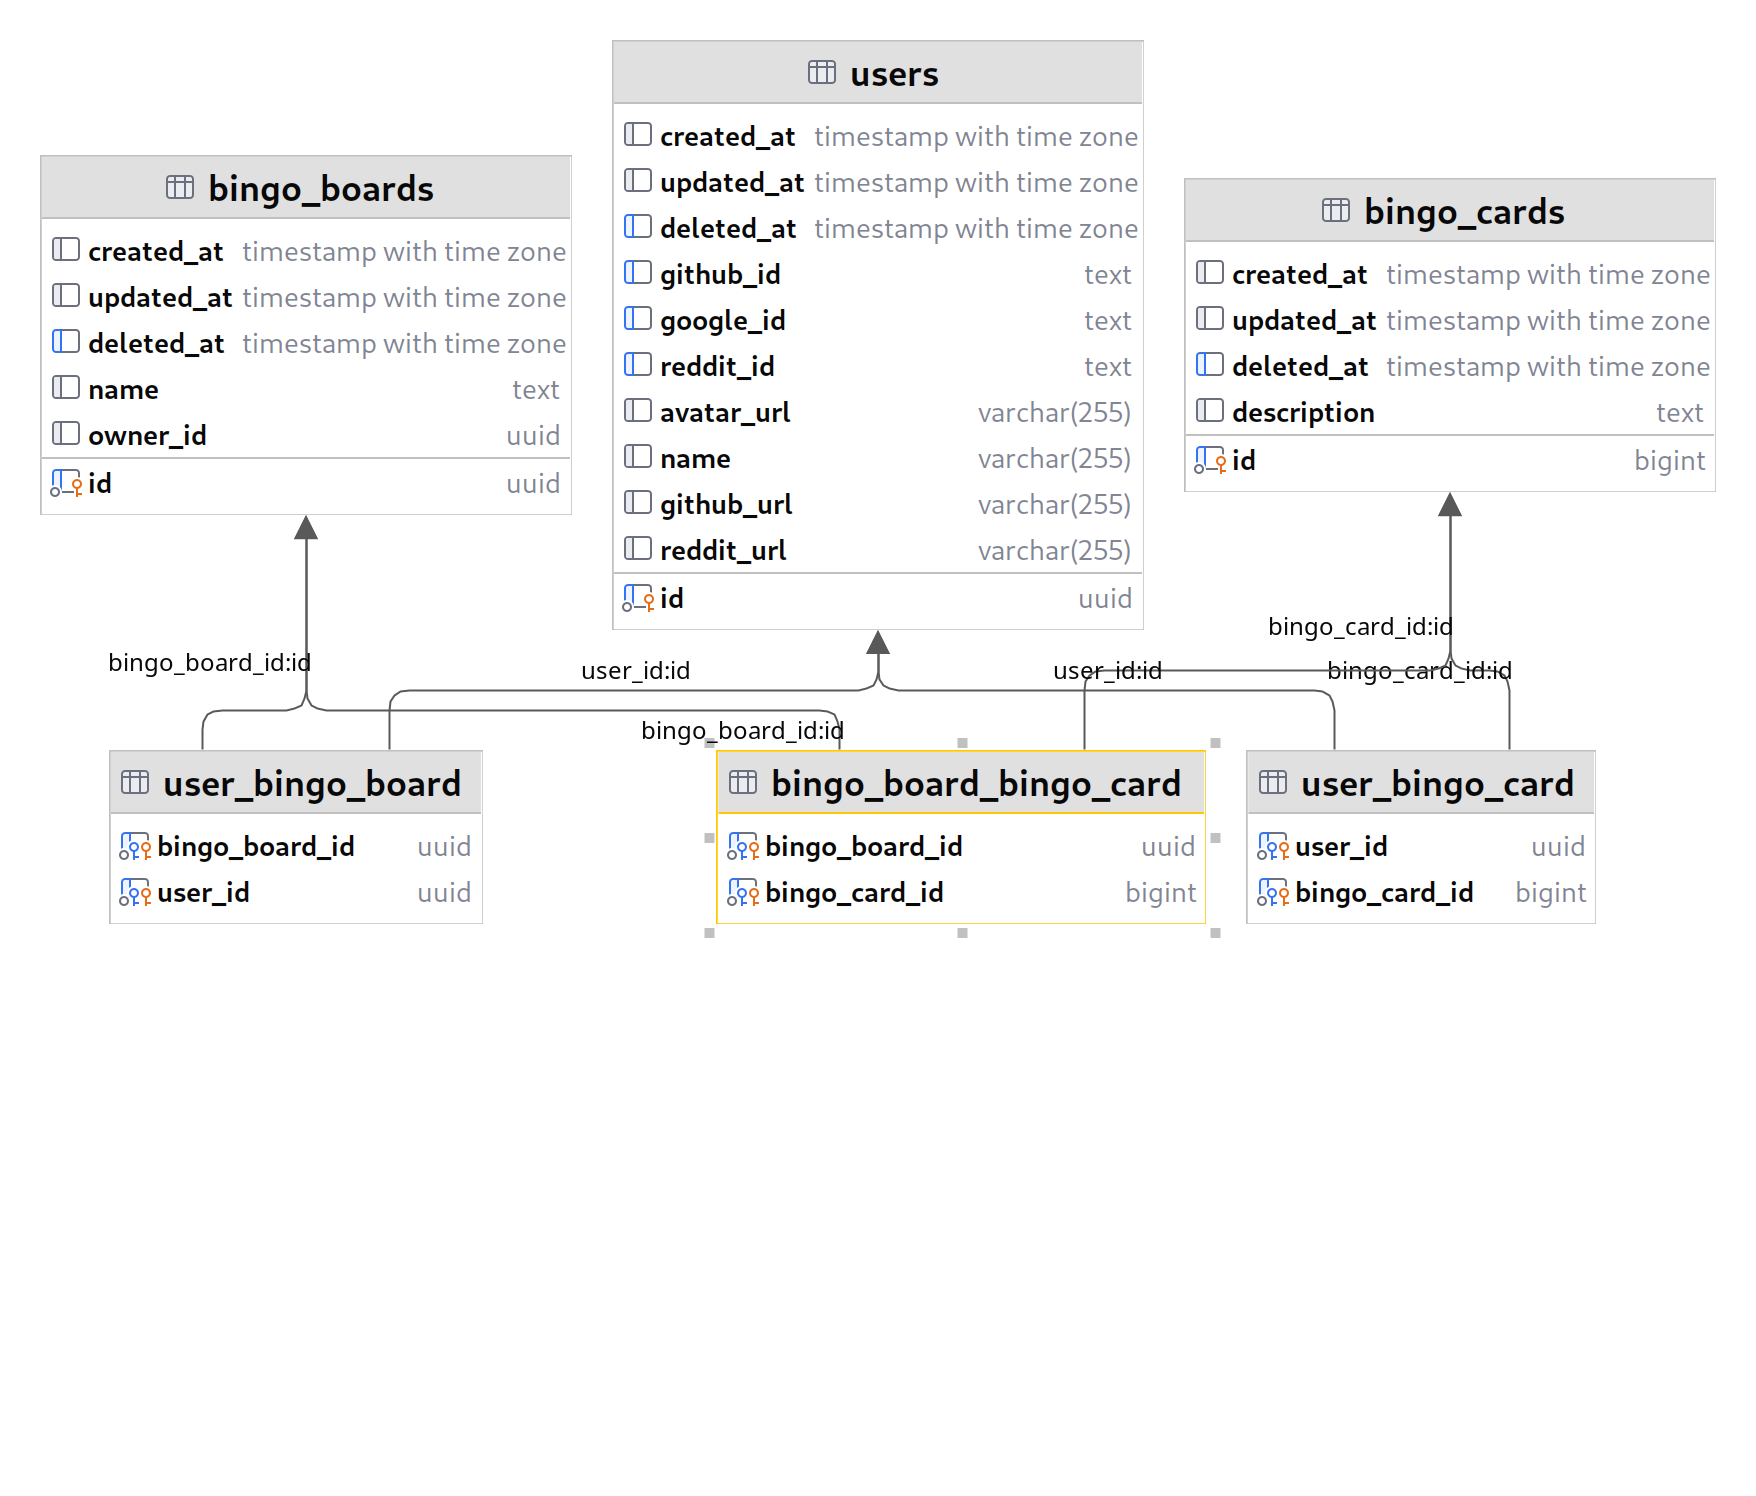 users
created_at timestamp with time zone
updated_at timestamp with time zone
deleted_at timestamp with time zone
github_id text
google_id text
reddit_id text
avatar_url varchar(255)
name varchar(255)
github_url varchar(255)
reddit_url varchar(255)
id uuid
bingo_boards
created_at timestamp with time zone
updated_at timestamp with time zone
deleted_at timestamp with time zone
name text
owner_id uuid
id uuid
bingo_cards
created_at timestamp with time zone
updated_at timestamp with time zone
deleted_at timestamp with time zone
description text
id bigint
bingo_card_id:id
bingo_board_id:id
user_id:id
user_id:id
bingo_card_id:id
bingo_board_id:id
user_bingo_board
bingo_board_id uuid
user_id uuid
bingo_board_bingo_card
bingo_board_id uuid
bingo_card_id bigint
user_bingo_card
user_id uuid
bingo_card_id bigint